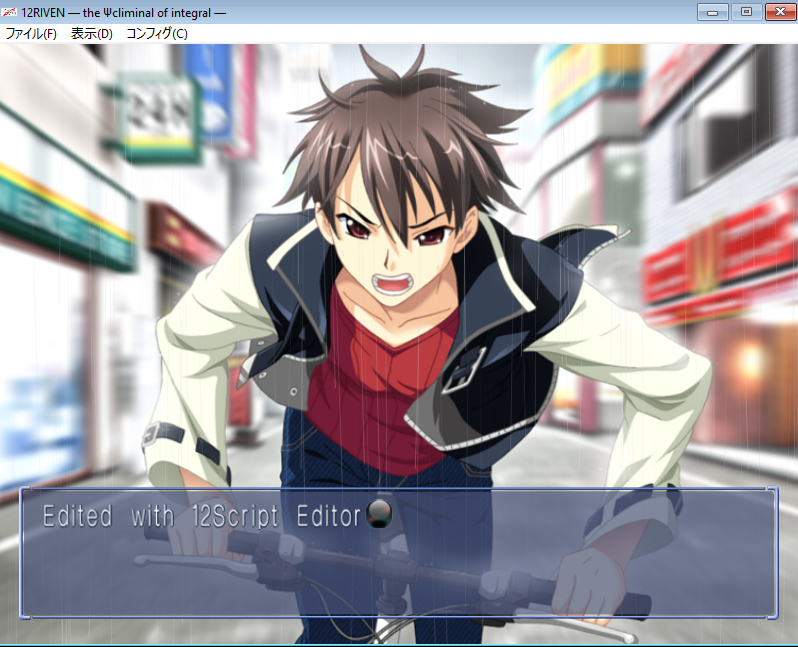 12RIVEN — the Ψcliminal of integral —
ファイル(F) 表示(D) コンフィグ(C)
Edited with 12Script Editor